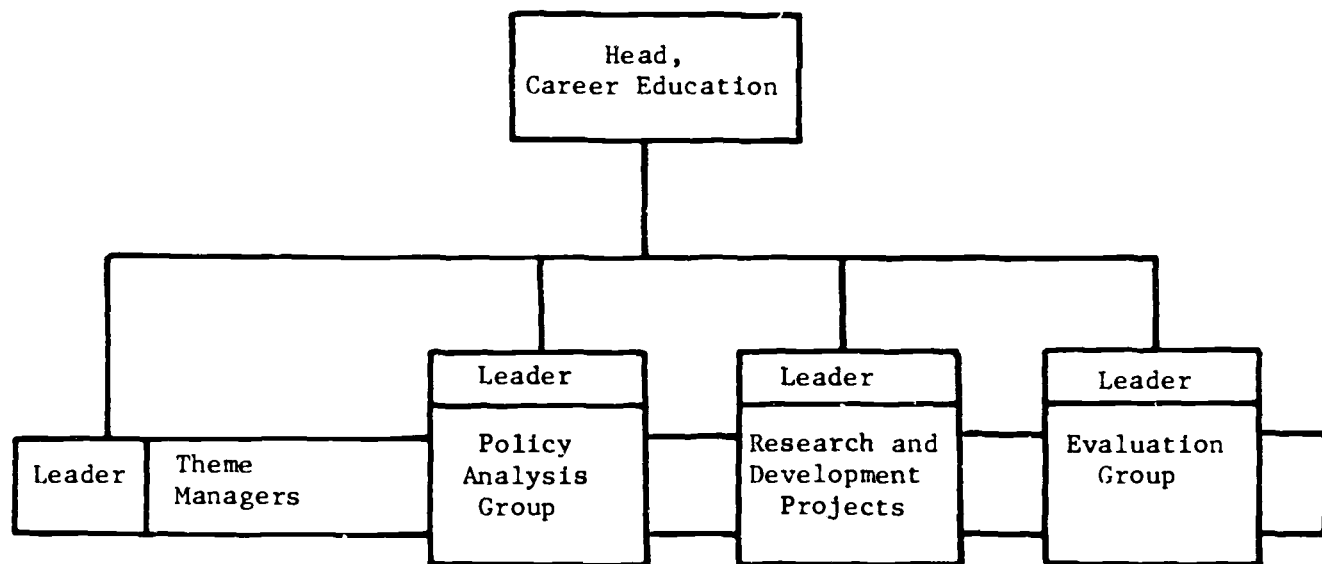 Head,
Career Education
Leader
Leader
Leader
Leader
Theme
Managers
Policy
Analysis
Group
Research and
Development
Projects
Evaluation
Group